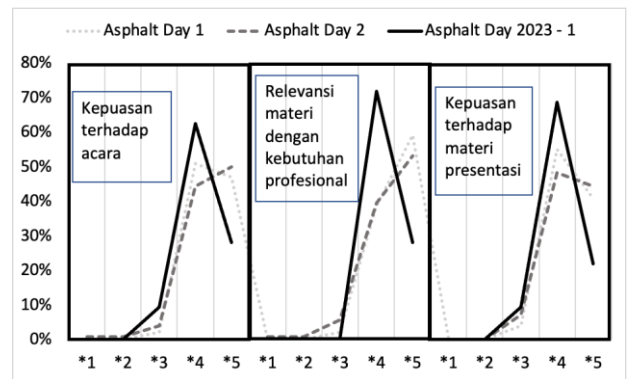 Asphalt Day 1 Asphalt Day 2 Asphalt Day 2023 - 1
80%
70%
60%
50%
40%
30%
20%
10%
0%
Kepuasan
terhadap
acara
Relevansi
materi
dengan
kebutuhan
profesional
Kepuasan
terhadap
materi
presentasi
*1 *2 *3 *4 *5 *1 *2 *3 *4 *5 *1 *2 *3 *4 *5